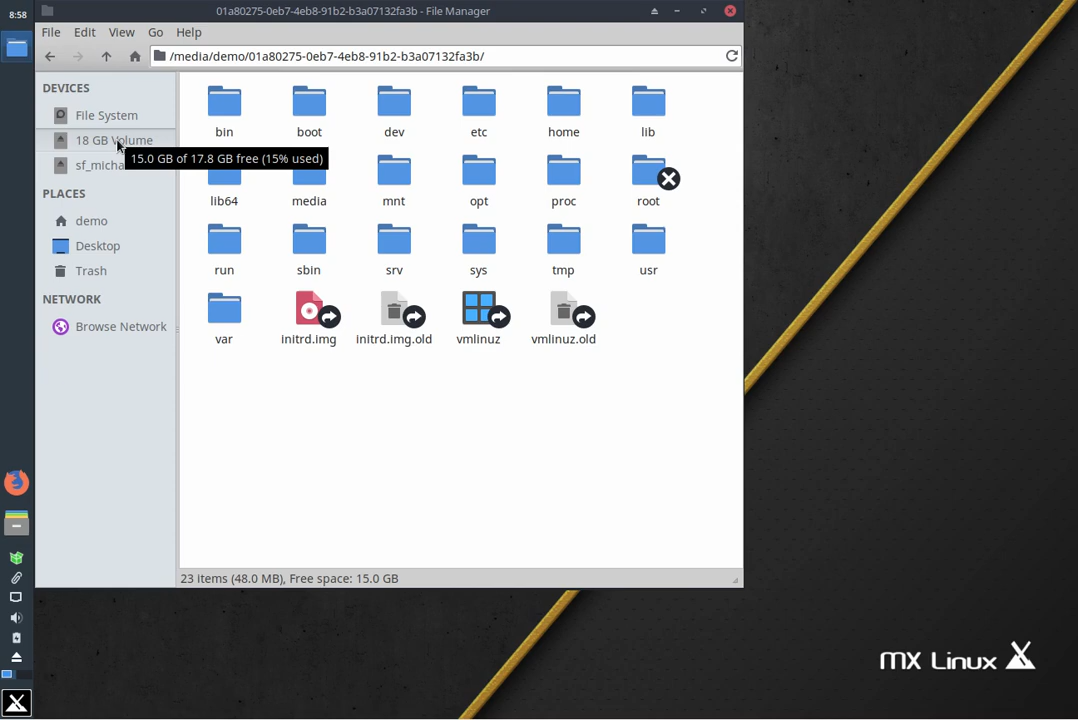 8:58
01a80275-0eb7-4eb8-91b2-b3a07132fa3b - File Manager
File Edit View Go Help
/media/demo/01a80275-0eb7-4eb8-91b2-b3a07132fa3b/
DEVICES
File System
18 GB Volume
15.0 GB of 17.8 GB free (15% used)
sf_micha
PLACES
demo
Desktop
Trash
NETWORK
Browse Network
bin boot dev etc home lib
lib64 media mnt opt proc root
run sbin srv sys tmp usr
var initrd.img initrd.img.old vmlinuz vmlinuz.old
23 items (48.0 MB), Free space: 15.0 GB
MX Linux